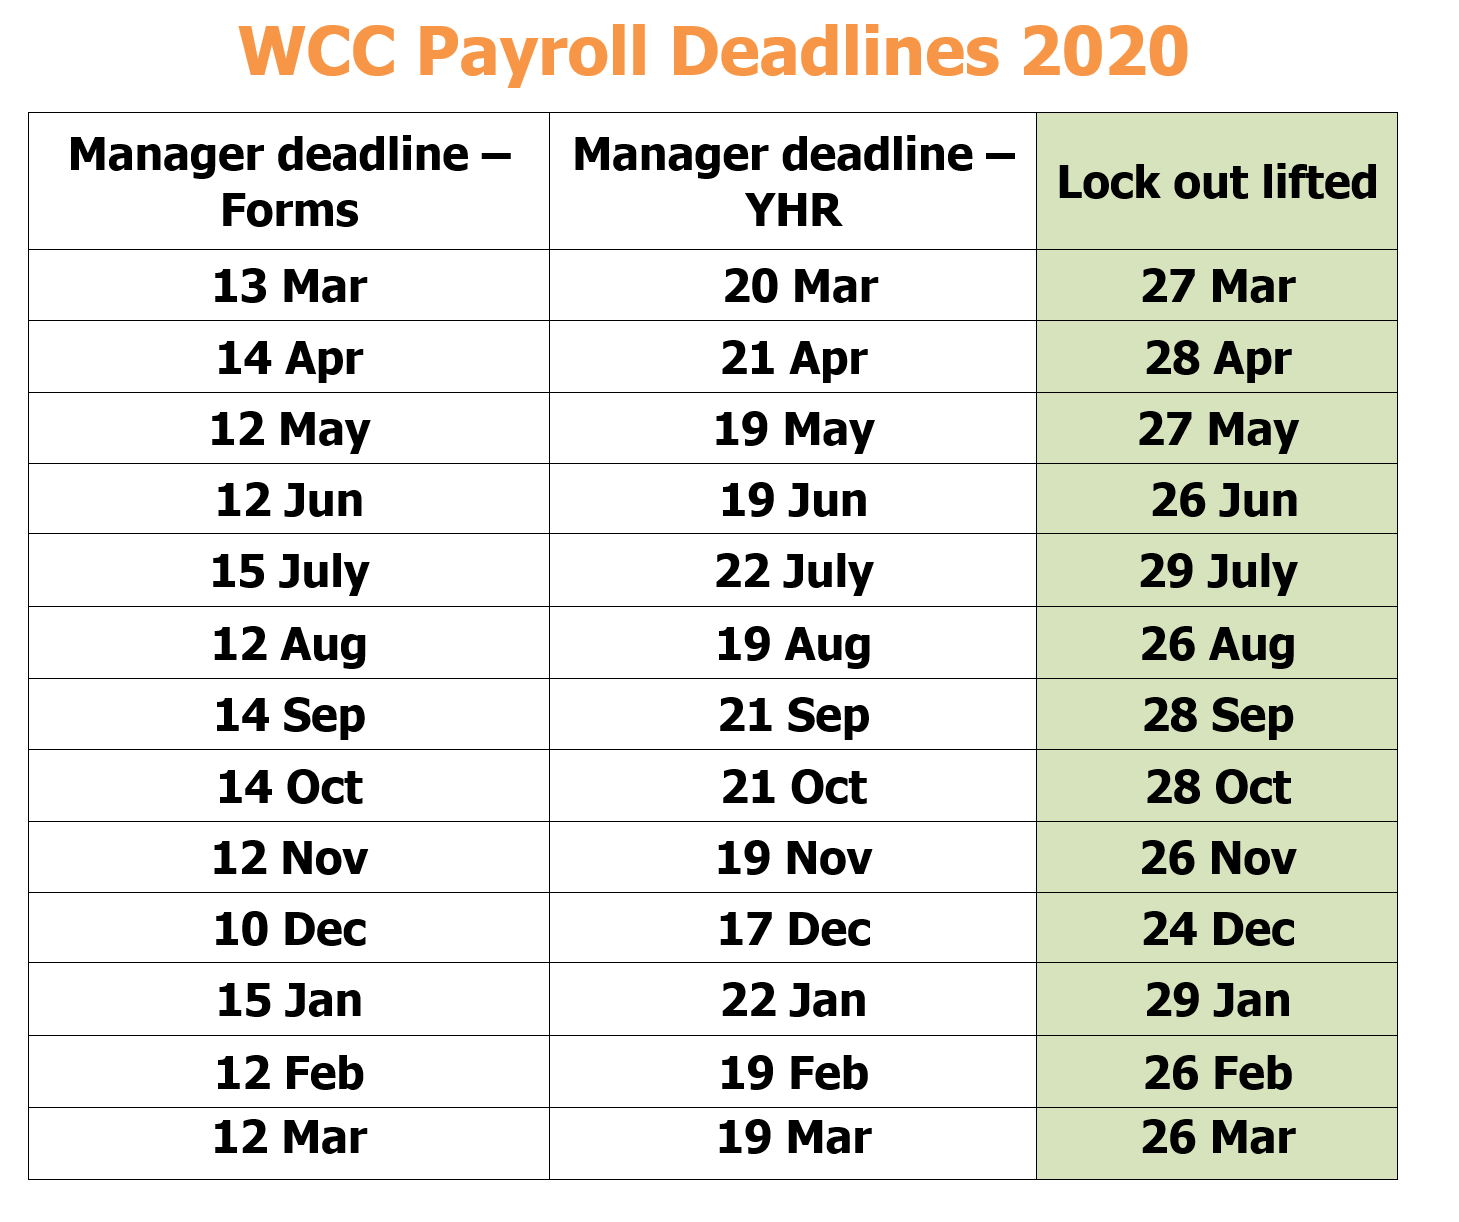 WCC Payroll Deadlines 2020
Manager deadline –
Forms
Manager deadline –
YHR
Lock out lifted
13 Mar 20 Mar 27 Mar
14 Apr 21 Apr 28 Apr
12 May 19 May 27 May
12 Jun 19 Jun 26 Jun
15 July 22 July 29 July
12 Aug 19 Aug 26 Aug
14 Sep 21 Sep 28 Sep
14 Oct 21 Oct 28 Oct
12 Nov 19 Nov 26 Nov
10 Dec 17 Dec 24 Dec
15 Jan 22 Jan 29 Jan
12 Feb 19 Feb 26 Feb
12 Mar 19 Mar 26 Mar